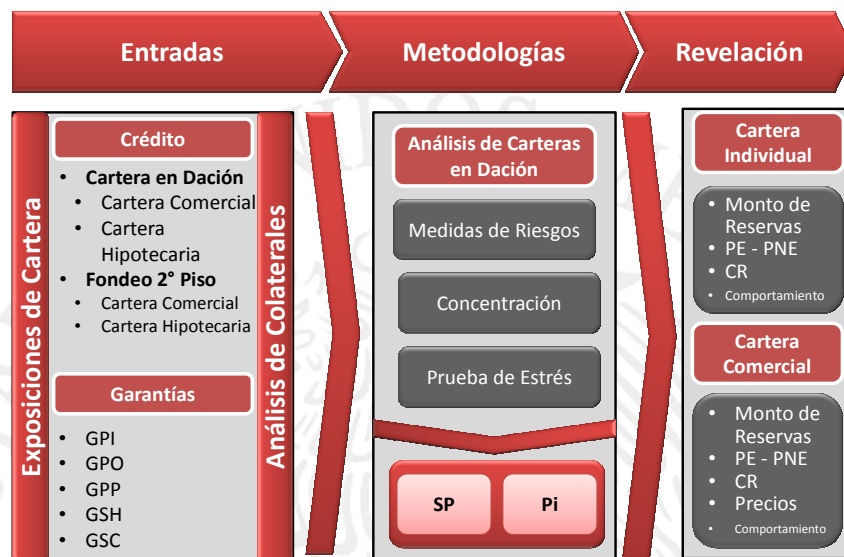 Entradas
Metodologías
Revelación
Exposiciones de Cartera
Crédito
• Cartera en Dación
• Cartera Comercial
• Cartera
Hipotecaria
• Fondeo 2° Piso
• Cartera Comercial
• Cartera Hipotecaria
Garantías
• GPI
• GPO
• GPP
• GSH
• GSC
Análisis de Colaterales
Análisis de Carteras
en Dación
Medidas de Riesgos
Concentración
Prueba de Estrés
SP
Pi
Cartera
Individual
• Monto de
Reservas
• PE - PNE
• CR
• Comportamiento
Cartera
Comercial
• Monto de
Reservas
• PE - PNE
• CR
• Precios
• Comportamiento